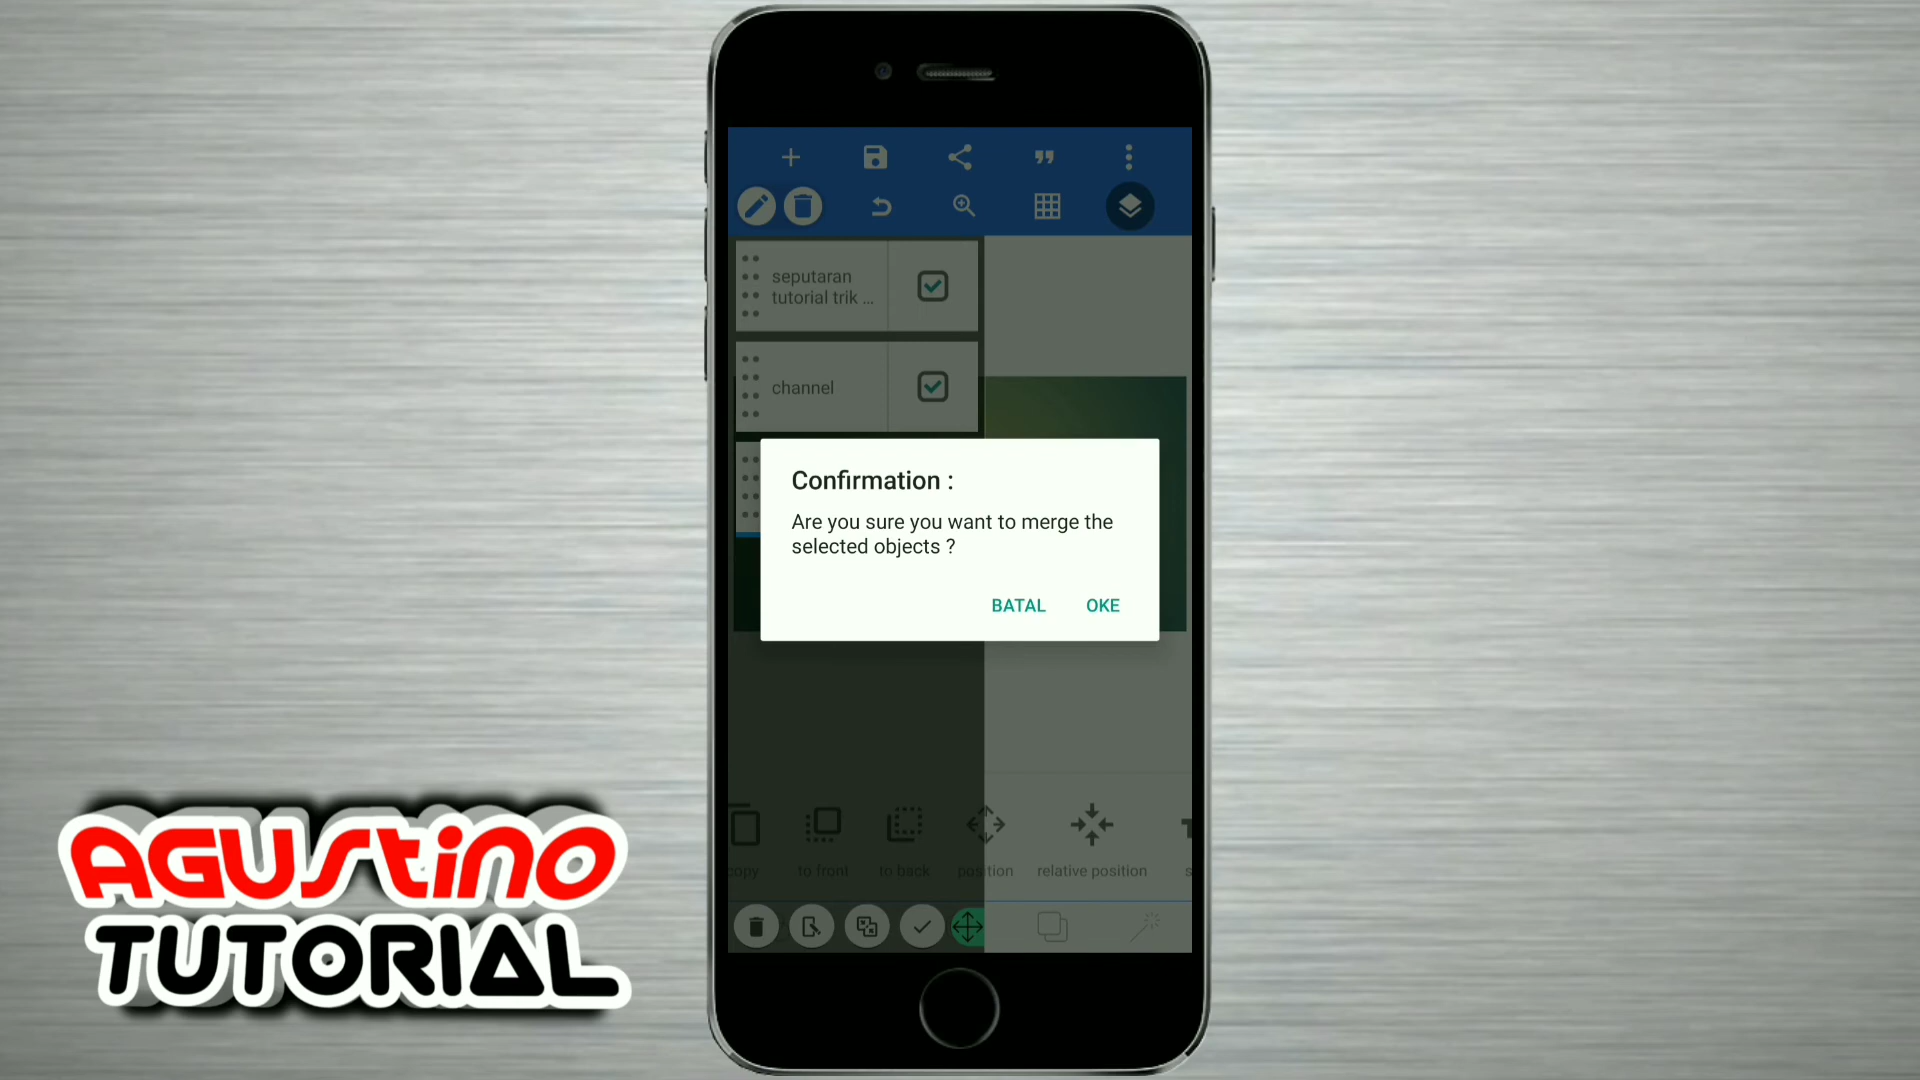 seputaran
tutorial trik ...
channel
Confirmation :
Are you sure you want to merge the
selected objects ?
BATAL OKE
copy to front to back position relative position s
AGUSTINO
TUTORIAL